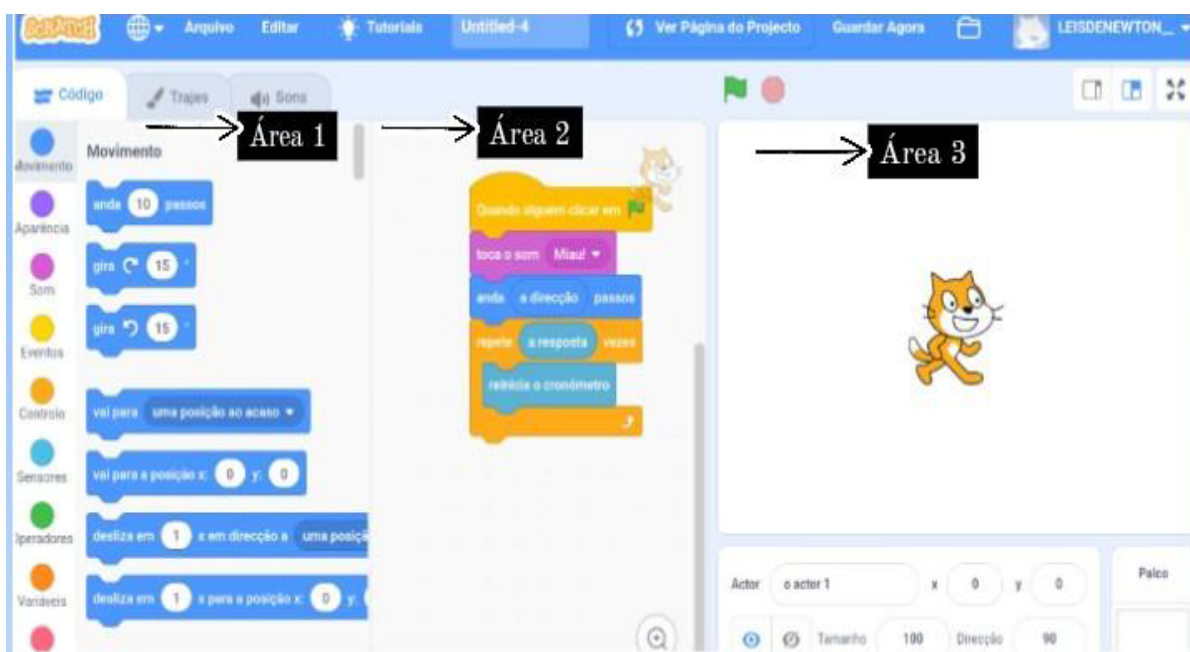 SCRATCH Arquivo Editar Tutoriais Untitled-4 Ver Página do Projecto Guardar Agora LEISDENEWTON__
Código Trajes Sons
Área 1
Área 2
Área 3
Movimento
Movimento
anda 10 passos
Aparência
gira 15 °
Som
gira 15 °
Eventos
vai para uma posição ao acaso
Controlo
vai para a posição x: 0 y: 0
Sensores
desliza em 1 s em direcção a uma posiçã
Operadores
desliza em 1 s para a posição x: 0 y:
Variáveis
Quando alguém clicar em
toca o som Miau!
anda a direcção passos
repete a resposta vezes
reinicia o cronómetro
Actor o actor 1 x 0 y 0
Tamanho 100 Direcção 90
Palco